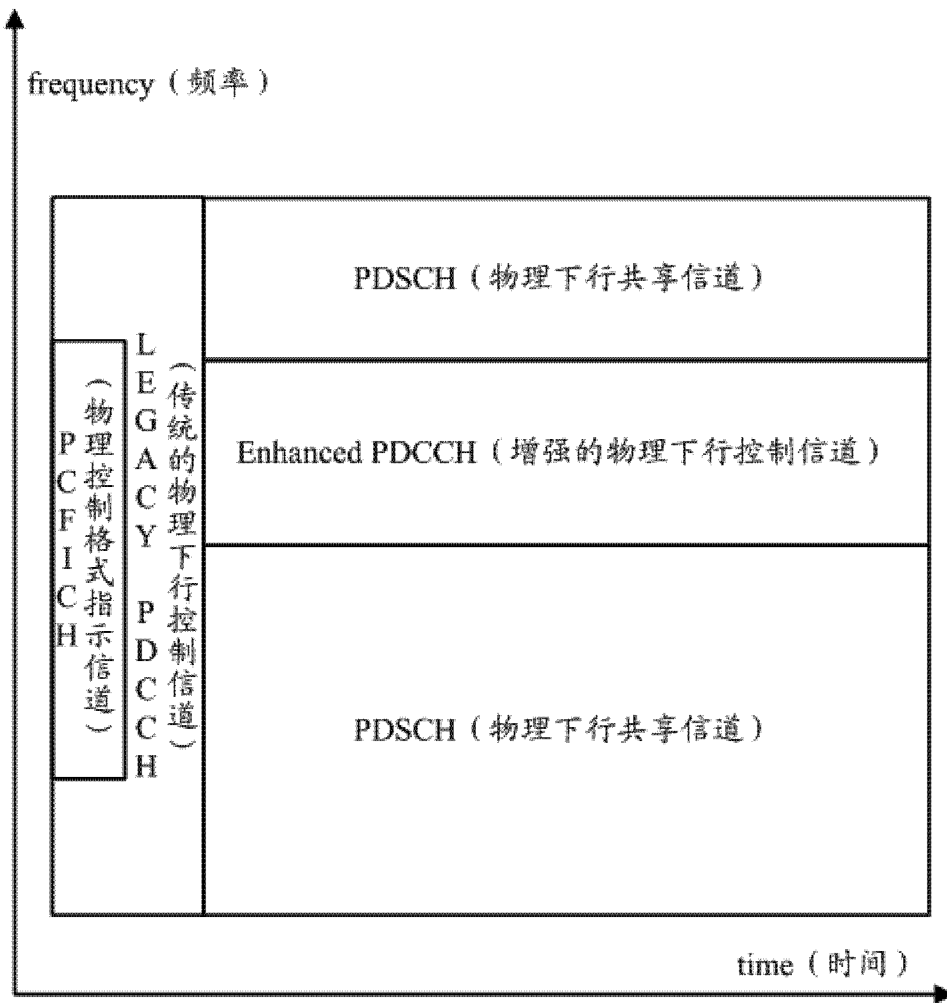 frequency（频率）
PDSCH（物理下行共享信道）
PCFICH
（物理控制格式指示信道）
LEGACY PDCCH
（传统的物理下行控制信道）
Enhanced PDCCH（增强的物理下行控制信道）
PDSCH（物理下行共享信道）
time（时间）